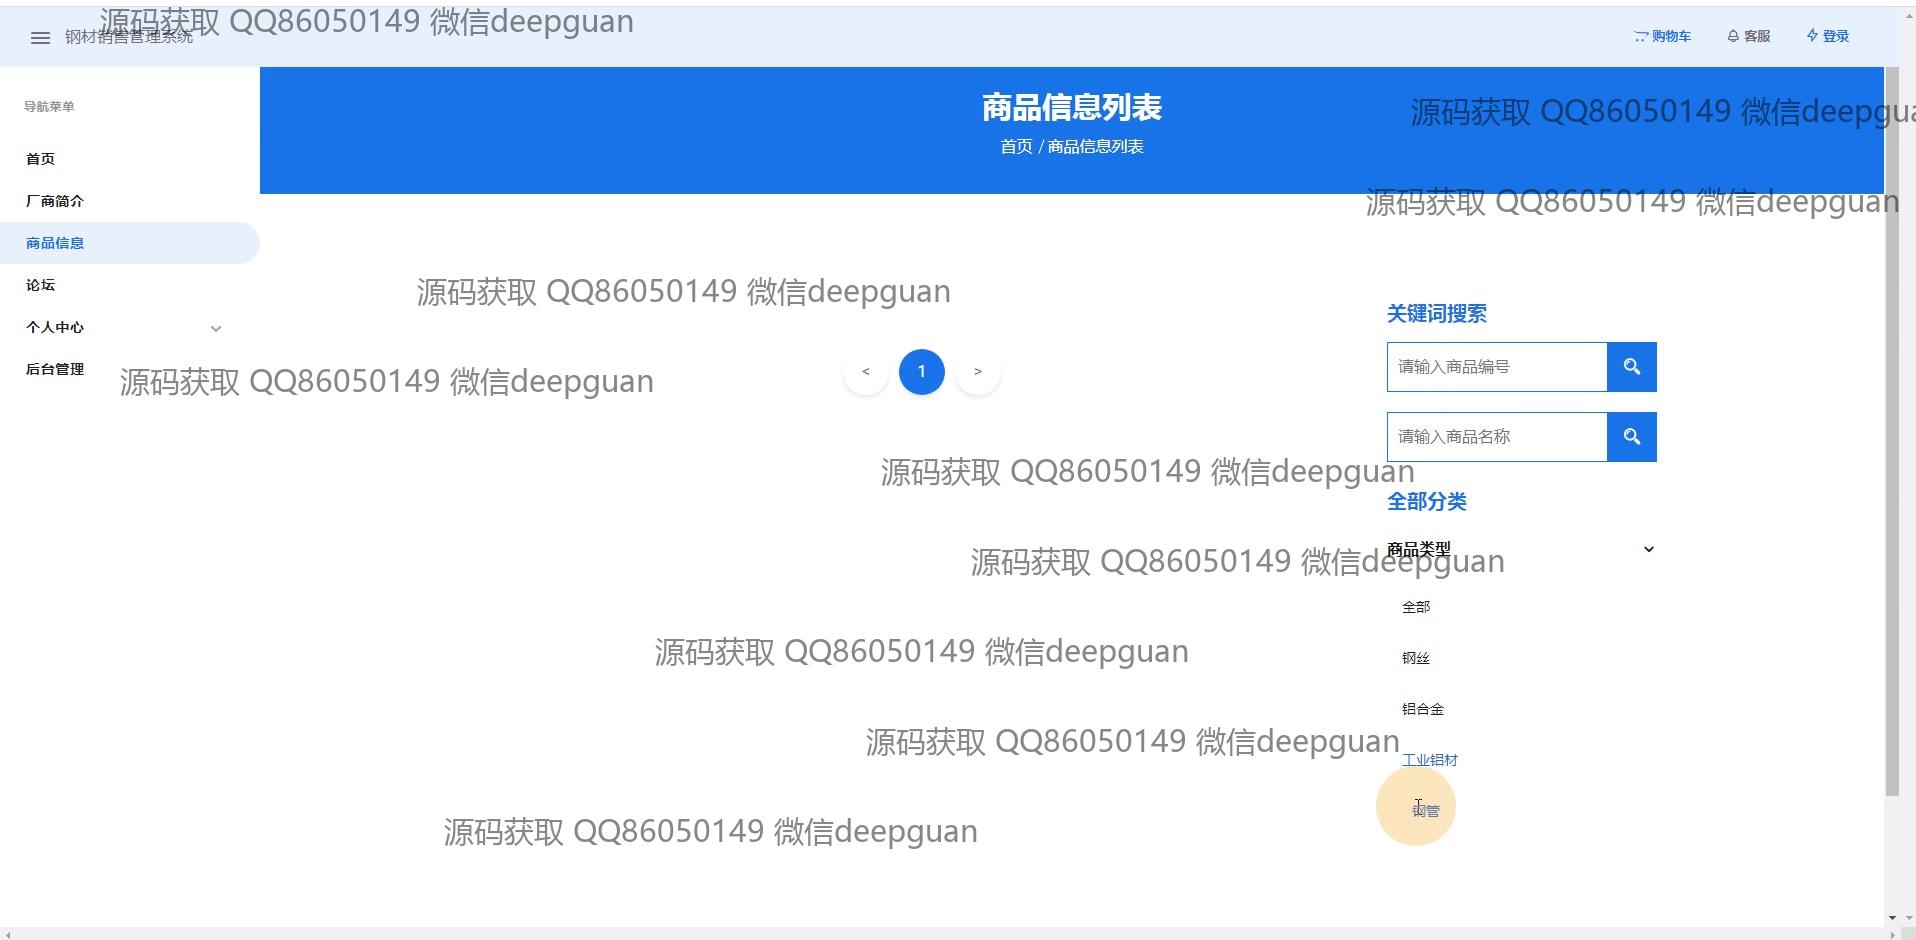 源码获取 QQ86050149 微信deepguan
钢材销售管理系统
购物车
客服
登录
导航菜单
首页
厂商简介
商品信息
论坛
个人中心
后台管理
商品信息列表
首页 / 商品信息列表
源码获取 QQ86050149 微信deepgua
源码获取 QQ86050149 微信deepguan
源码获取 QQ86050149 微信deepguan
源码获取 QQ86050149 微信deepguan
< 1 >
关键词搜索
请输入商品编号
请输入商品名称
源码获取 QQ86050149 微信deepguan
全部分类
商品类型
源码获取 QQ86050149 微信deepguan
全部
钢丝
源码获取 QQ86050149 微信deepguan
铝合金
源码获取 QQ86050149 微信deepguan
工业铝材
钢管
源码获取 QQ86050149 微信deepguan